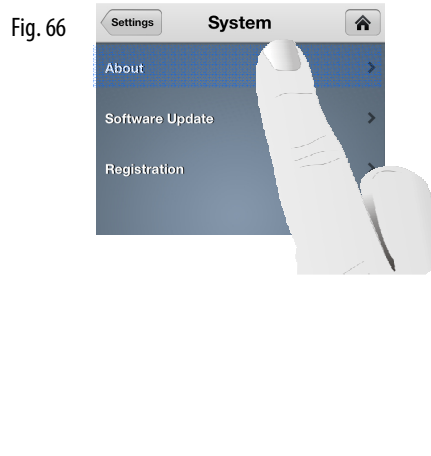 Fig. 66
Settings System
About
Software Update
Registration